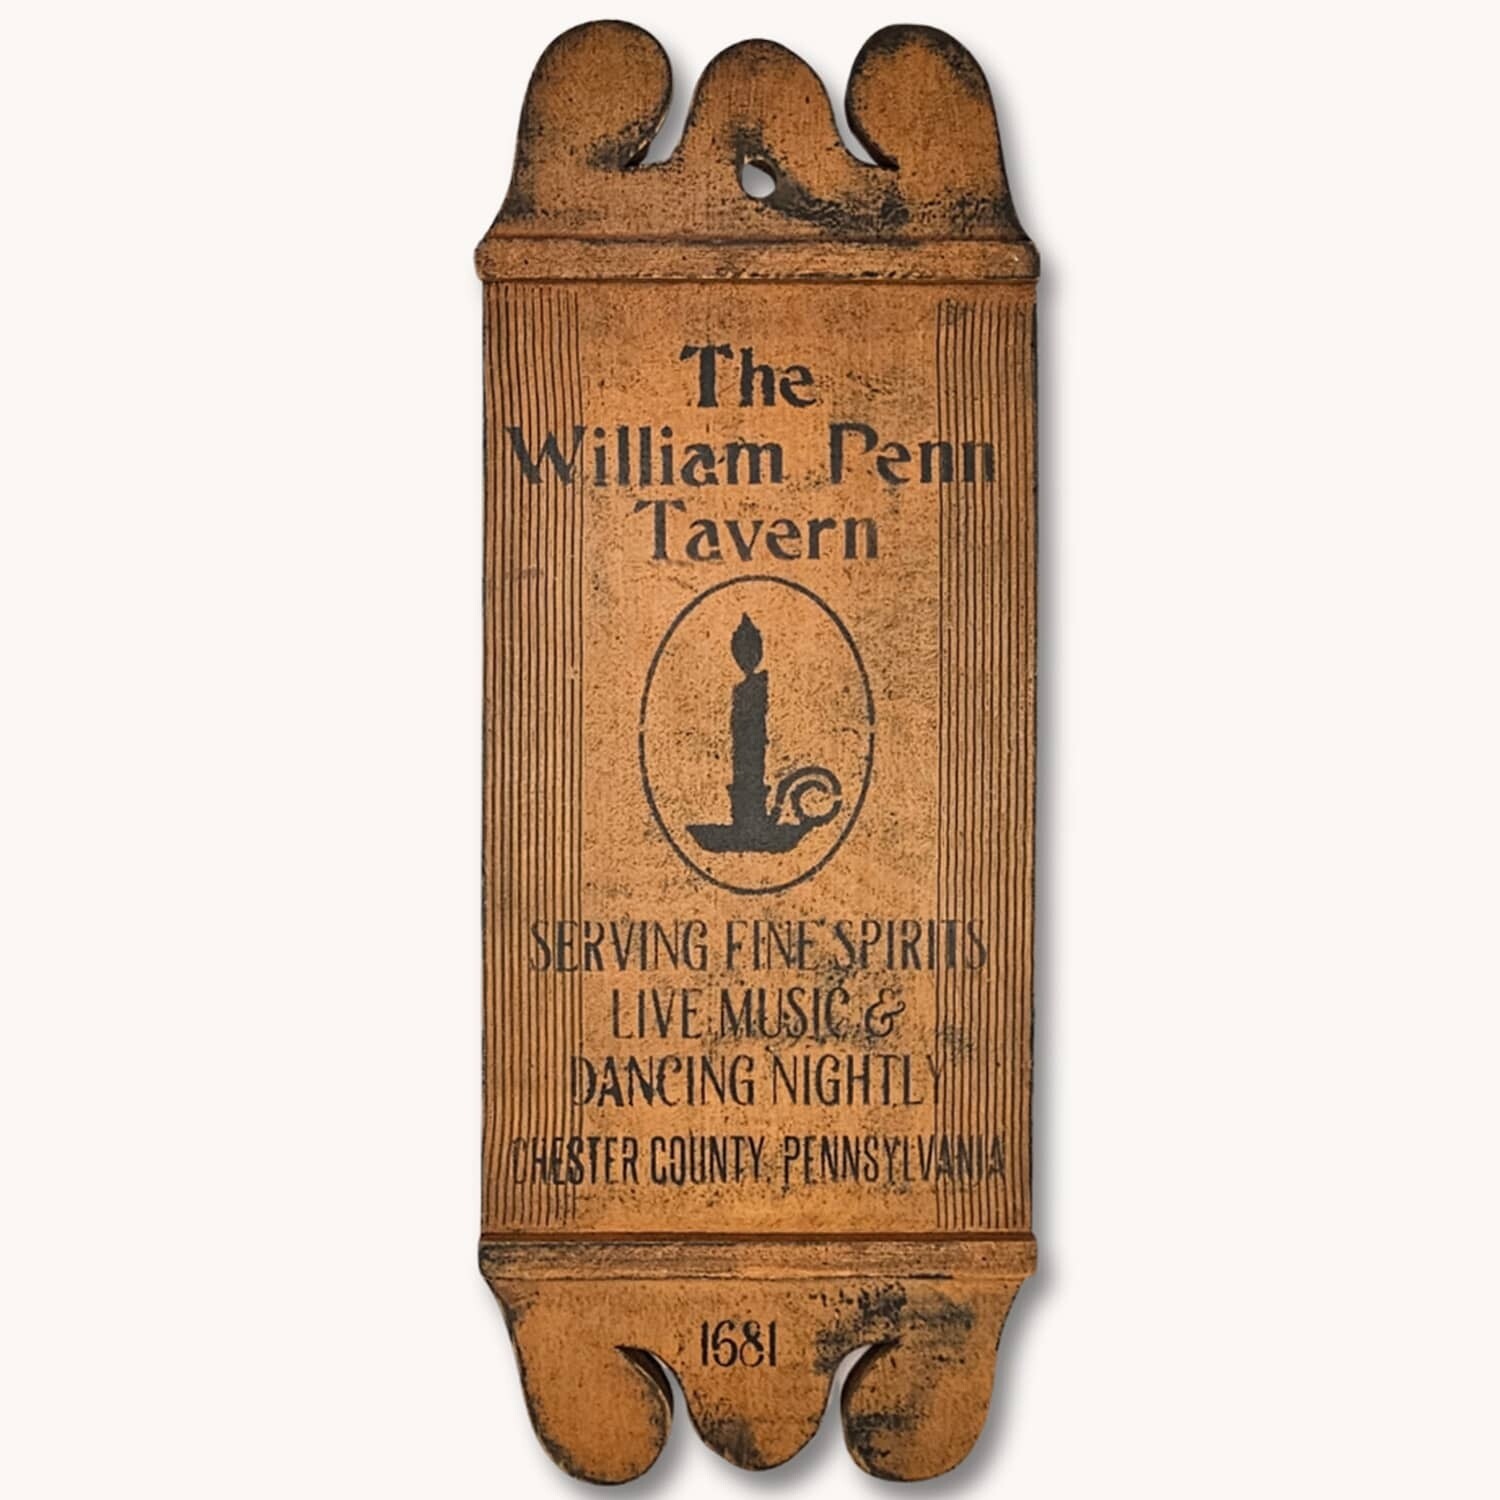 The
William Penn
Tavern
SERVING FINE SPIRITS
LIVE MUSIC &
DANCING NIGHTLY
CHESTER COUNTY, PENNSYLVANIA
1681